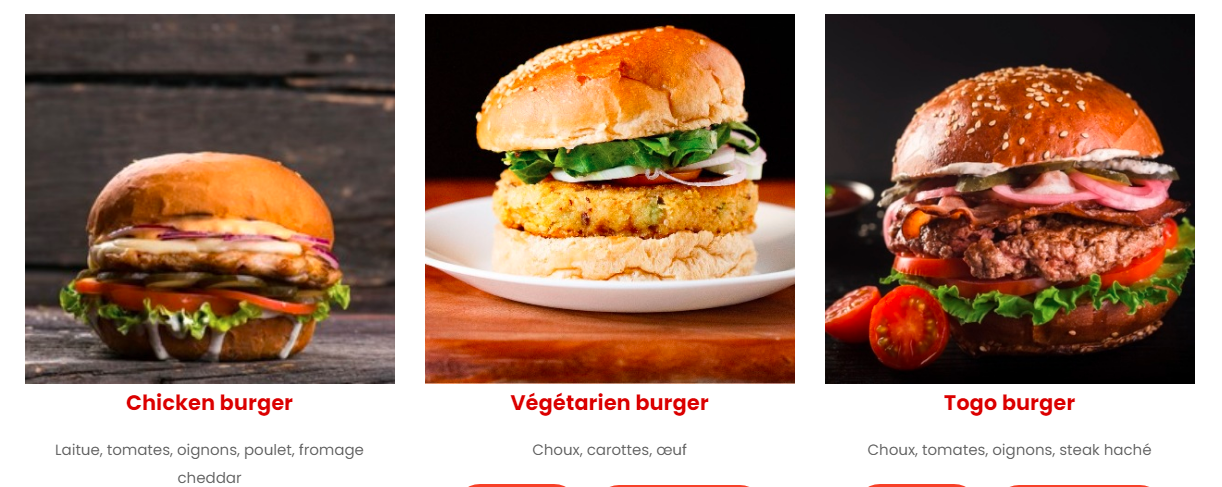 Chicken burger
Laitue, tomates, oignons, poulet, fromage
cheddar
Végétarien burger
Choux, carottes, œuf
Togo burger
Choux, tomates, oignons, steak haché